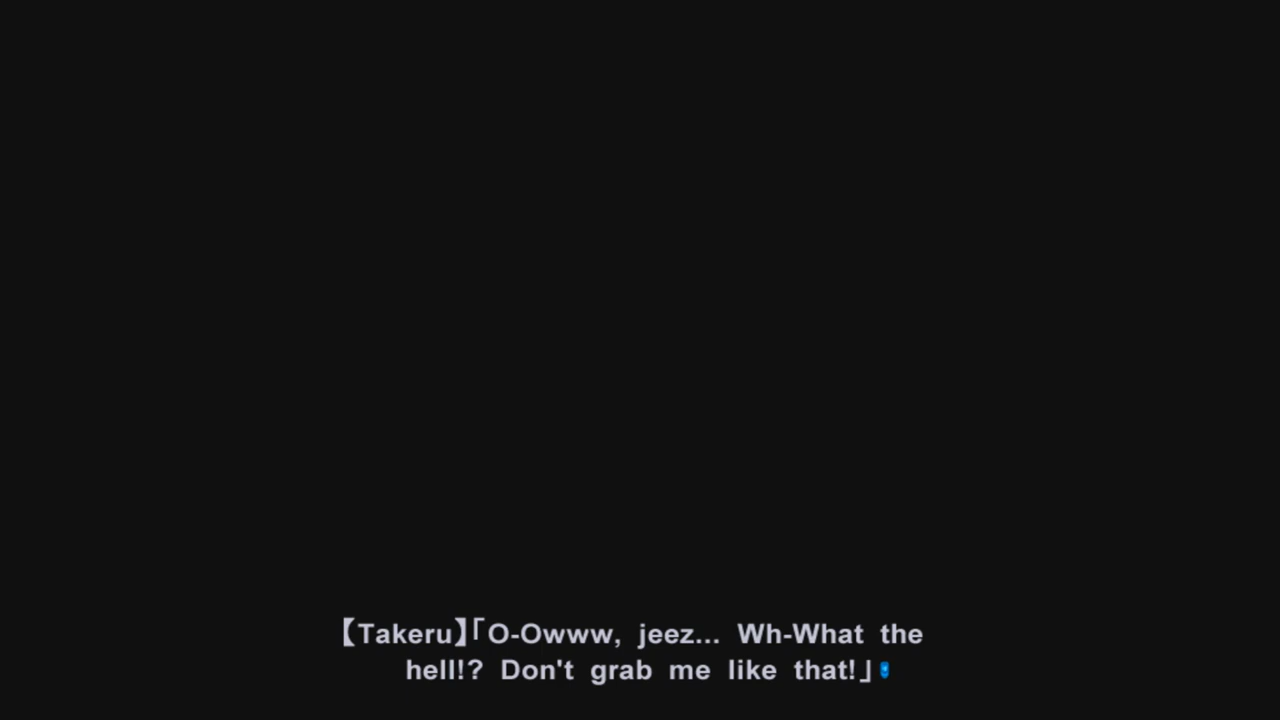 【Takeru】「O-Owww, jeez... Wh-What the
hell!? Don't grab me like that!」